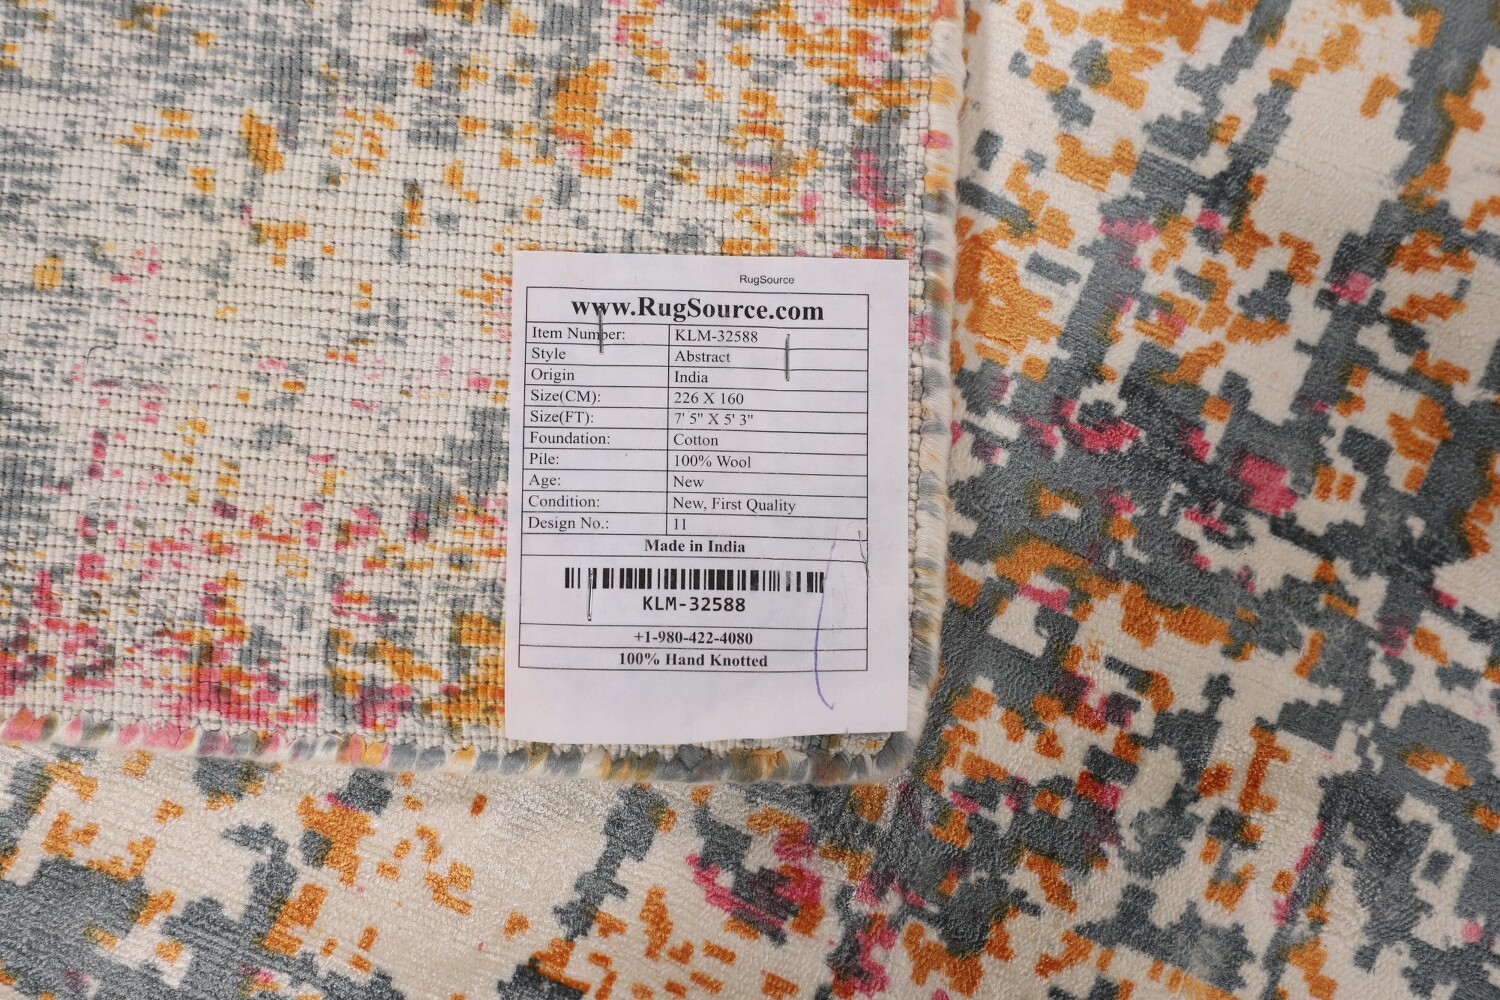 RugSource
www.RugSource.com
Item Number: KLM-32588
Style Abstract
Origin India
Size(CM): 226 X 160
Size(FT): 7' 5" X 5' 3"
Foundation: Cotton
Pile: 100% Wool
Age: New
Condition: New, First Quality
Design No.: 11
Made in India
KLM-32588
+1-980-422-4080
100% Hand Knotted